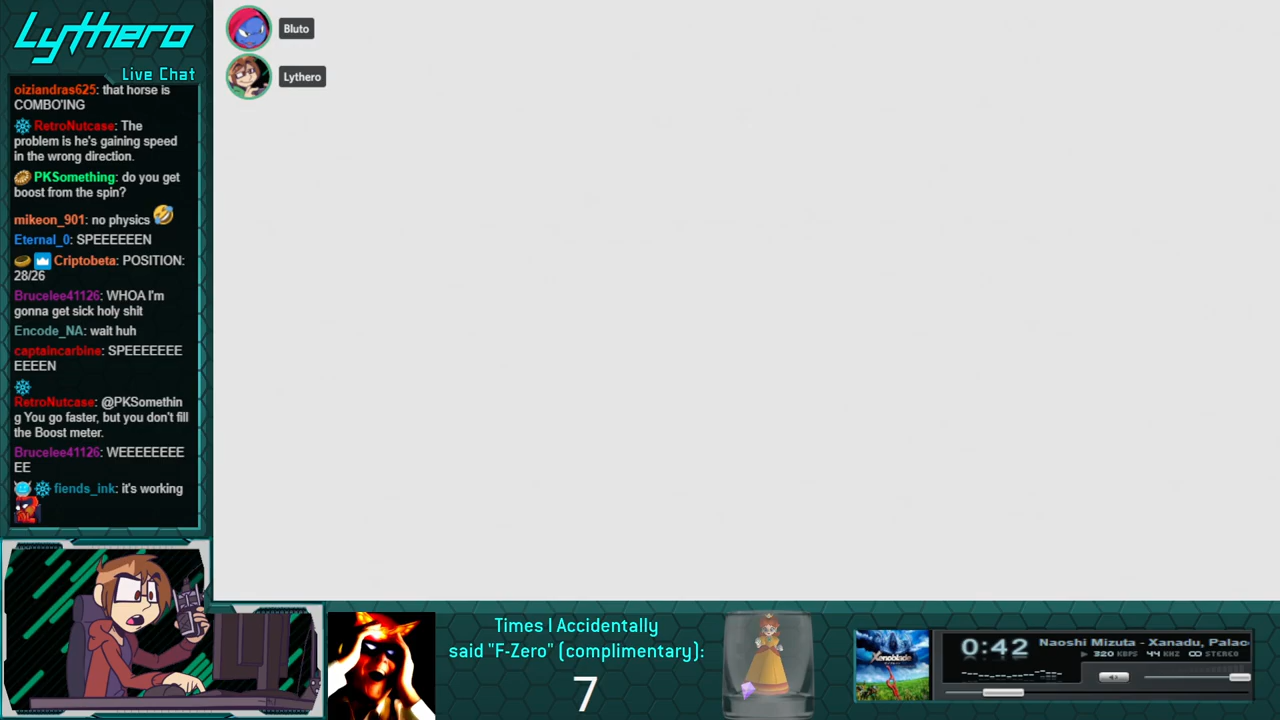 Lythero
Live Chat
oiziandras625: that horse is
COMBO'ING
RetroNutcase: The
problem is he's gaining speed
in the wrong direction.
PKSomething: do you get
boost from the spin?
mikeon_901: no physics 🤣
Eternal_0: SPEEEEEEN
Criptobeta: POSITION:
28/26
Brucelee41126: WHOA I'm
gonna get sick holy shit
Encode_NA: wait huh
captaincarbine: SPEEEEEEE
EEEEN
RetroNutcase: @PKSomethin
g You go faster, but you don't fill
the Boost meter.
Brucelee41126: WEEEEEEEE
EE
fiends_ink: it's working
Bluto
Lythero
Times I Accidentally
said "F-Zero" (complimentary):
7
Xenoblade
0:42
Naoshi Mizuta - Xanadu, Palac
320 KBPS 44 KHZ STEREO